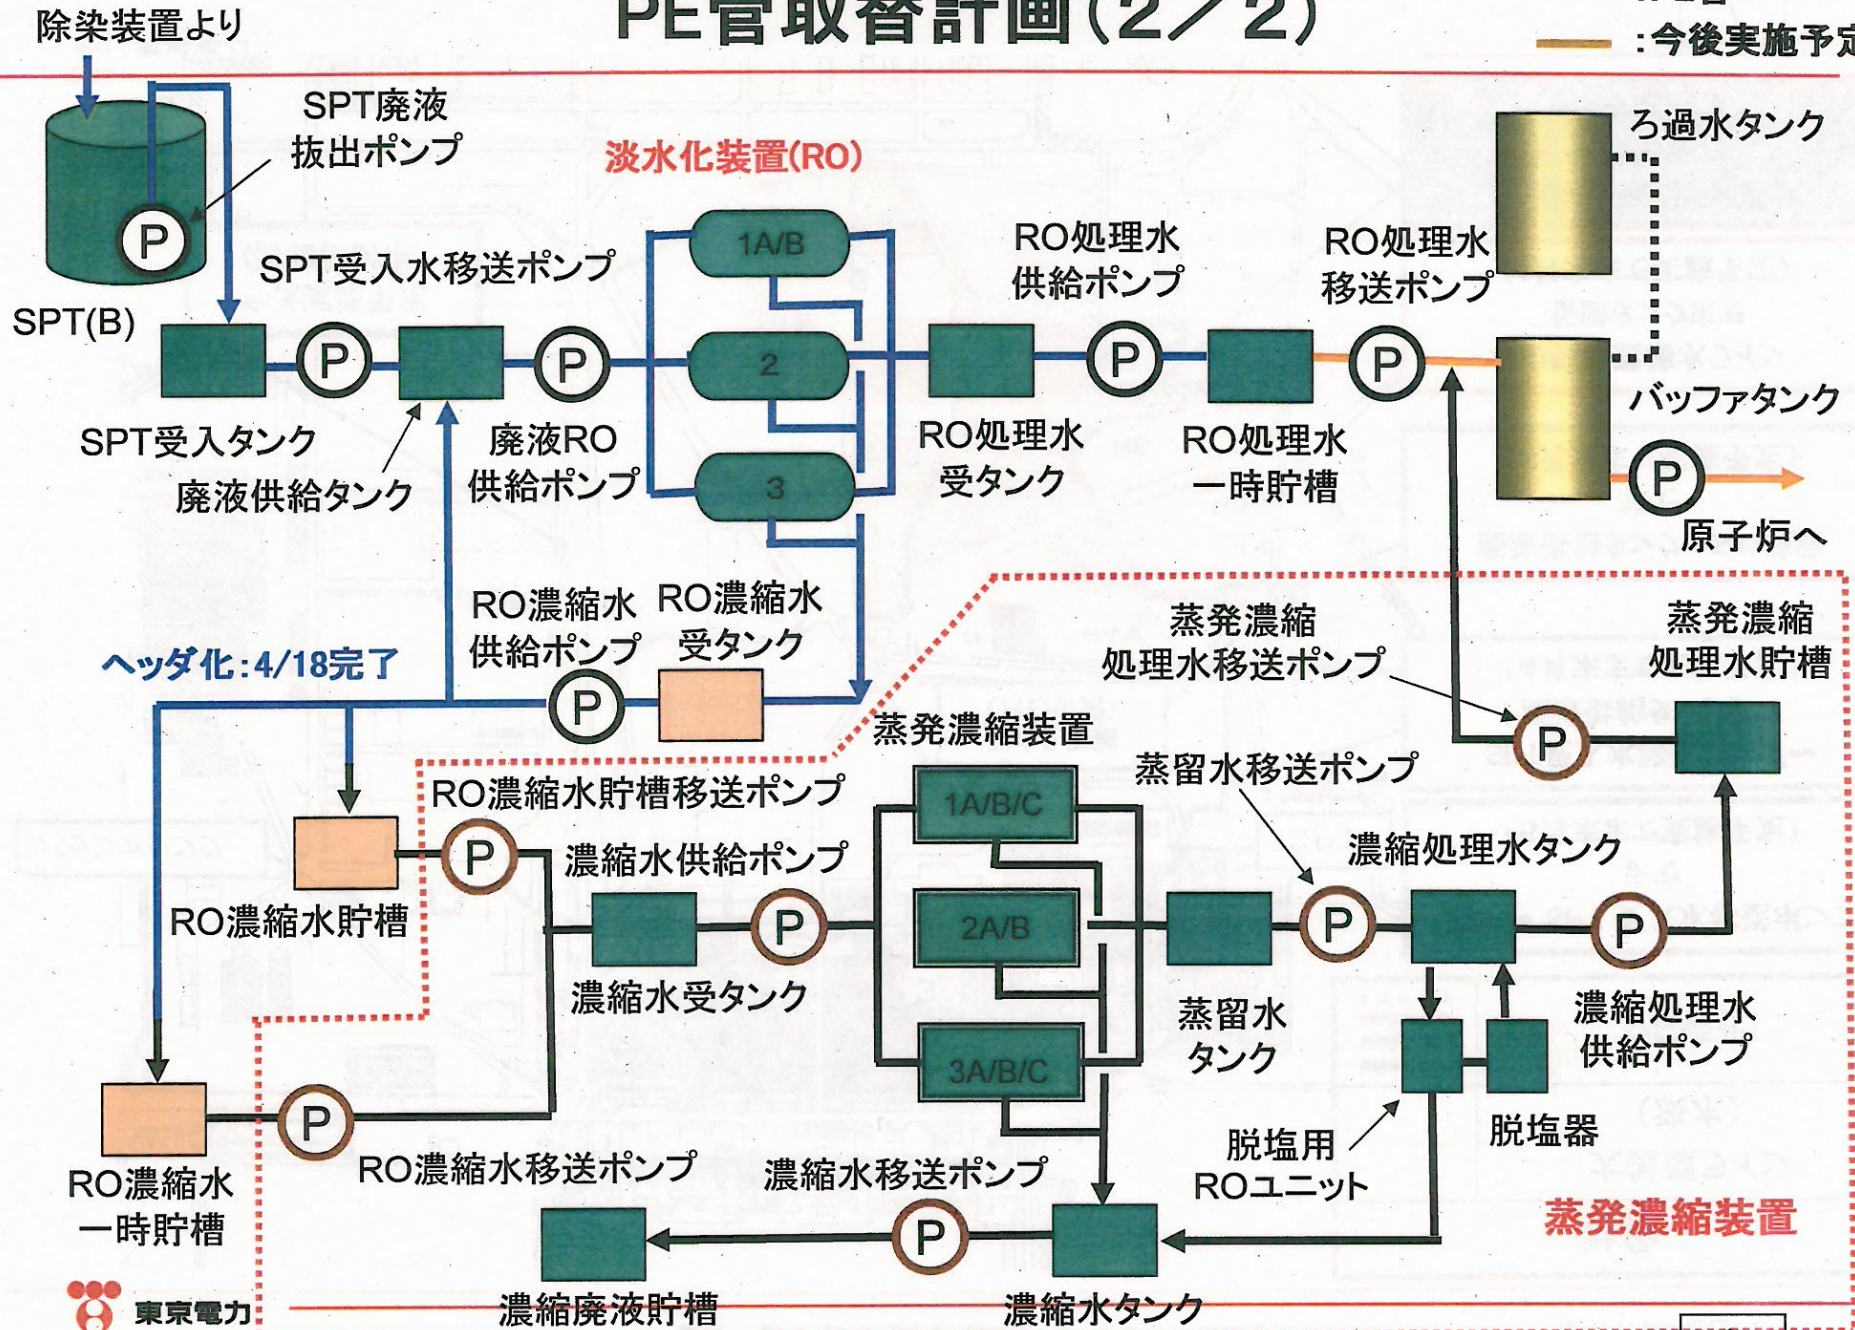 PE管取替計画(2／2)
:今後実施予定
除染装置より
SPT廃液
抜出ポンプ
P
SPT(B)
淡水化装置(RO)
ろ過水タンク
SPT受入水移送ポンプ
1A/B
2
3
RO処理水
供給ポンプ
RO処理水
移送ポンプ
P
P
P
P
SPT受入タンク
廃液供給タンク
廃液RO
供給ポンプ
RO処理水
受タンク
RO処理水
一時貯槽
バッファタンク
P
原子炉へ
ヘッダ化:4/18完了
RO濃縮水
供給ポンプ
RO濃縮水
受タンク
P
蒸発濃縮
処理水移送ポンプ
蒸発濃縮
処理水貯槽
P
蒸発濃縮装置
1A/B/C
2A/B
3A/B/C
RO濃縮水貯槽移送ポンプ
P
RO濃縮水貯槽
濃縮水供給ポンプ
P
濃縮水受タンク
蒸留水移送ポンプ
P
濃縮処理水タンク
P
蒸留水
タンク
濃縮処理水
供給ポンプ
脱塩用
ROユニット
脱塩器
RO濃縮水
一時貯槽
P
RO濃縮水移送ポンプ
濃縮水移送ポンプ
P
濃縮廃液貯槽
濃縮水タンク
蒸発濃縮装置
東京電力